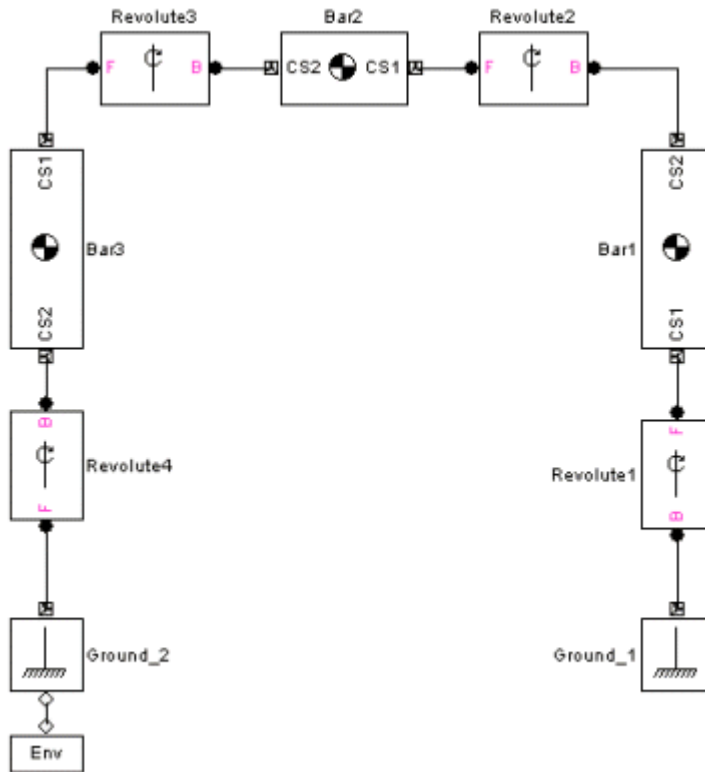 Revolute3
Bar2
Revolute2
F
B
CS2
CS1
F
B
CS1
CS2
Bar3
Bar1
CS2
CS1
B
F
Revolute4
Revolute1
F
B
Ground_2
Ground_1
Env